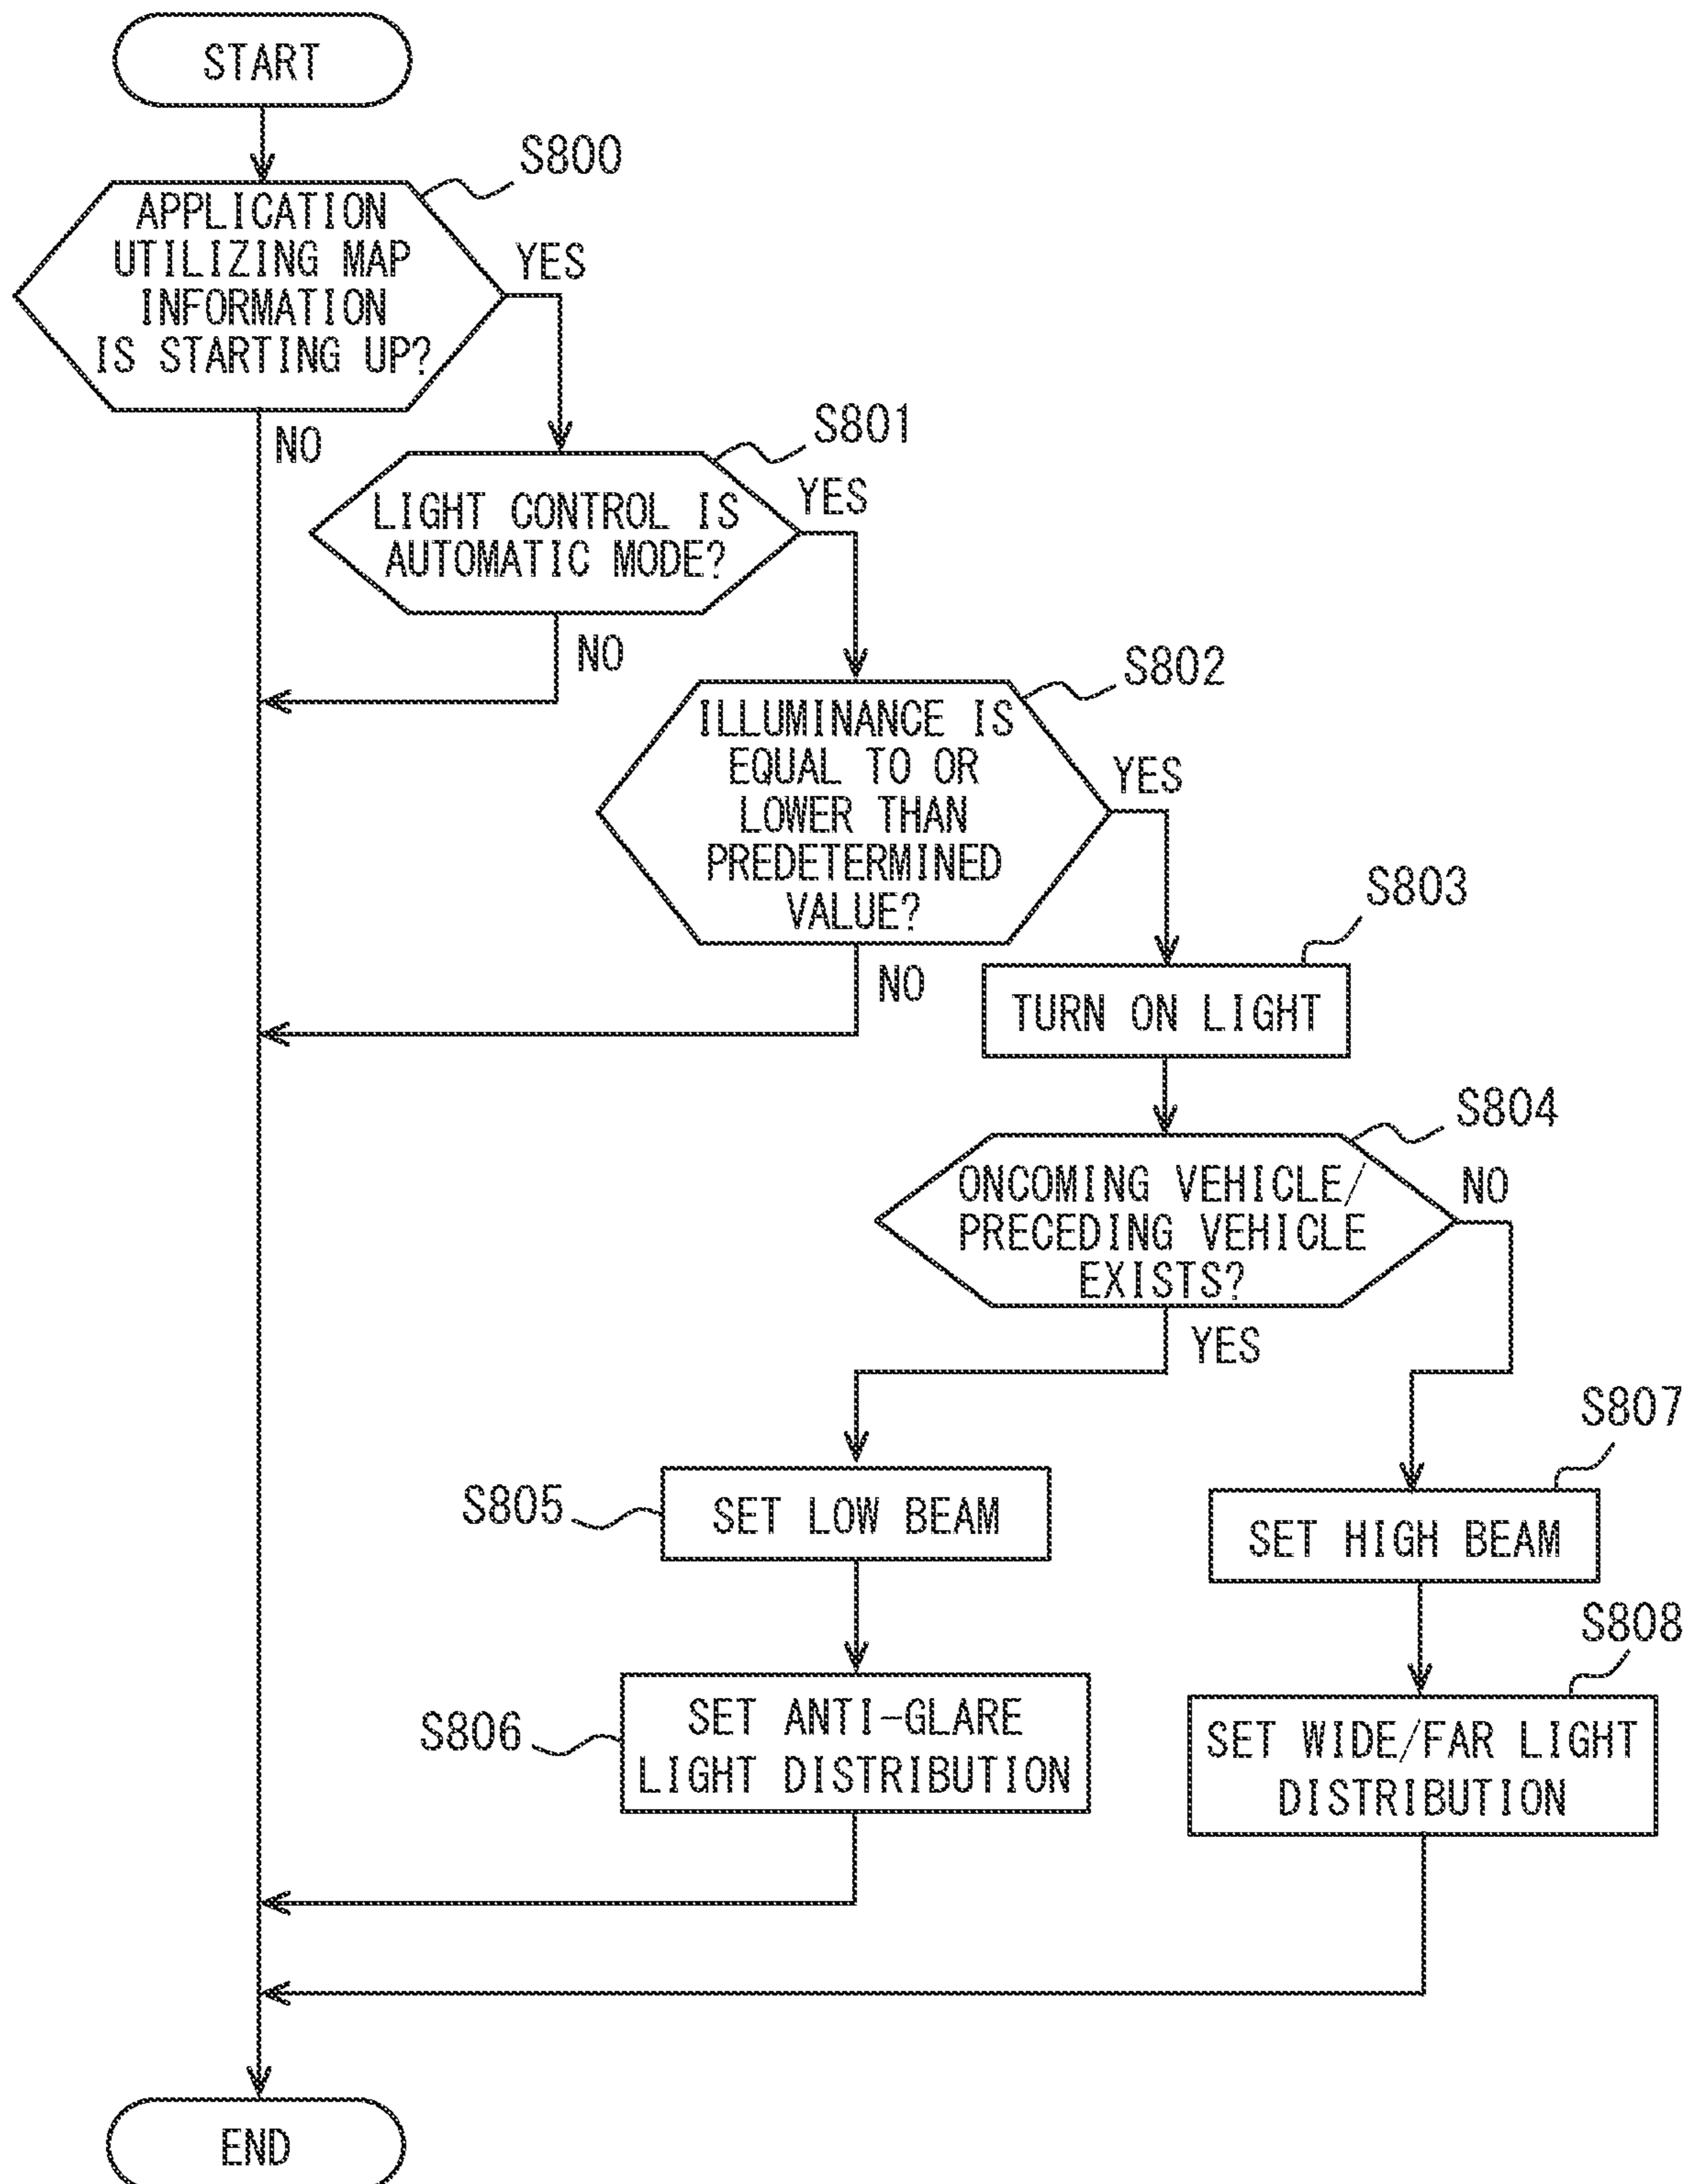 START
S800
APPLICATION
UTILIZING MAP
INFORMATION
IS STARTING UP?
YES
NO
S801
LIGHT CONTROL IS
AUTOMATIC MODE?
YES
NO
S802
ILLUMINANCE IS
EQUAL TO OR
LOWER THAN
PREDETERMINED
VALUE?
YES
NO
S803
TURN ON LIGHT
S804
ONCOMING VEHICLE/
PRECEDING VEHICLE
EXISTS?
NO
YES
S805
SET LOW BEAM
S807
SET HIGH BEAM
S806
SET ANTI-GLARE
LIGHT DISTRIBUTION
S808
SET WIDE/FAR LIGHT
DISTRIBUTION
END